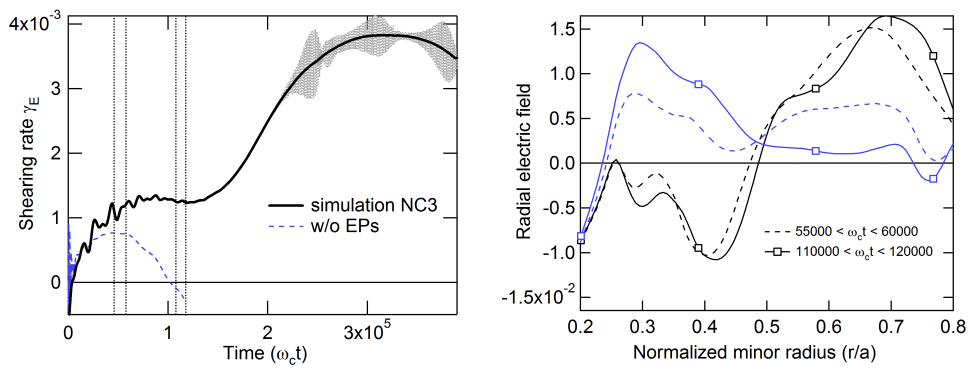 4x10⁻³
3
2
1
0
Shearing rate γE
simulation NC3
w/o EPs
0
1
2
3x10⁵
Time (ωct)
1.5
1.0
0.5
0.0
-0.5
-1.0
-1.5x10⁻²
Radial electric field
55000 < ωct < 60000
110000 < ωct < 120000
0.2
0.3
0.4
0.5
0.6
0.7
0.8
Normalized minor radius (r/a)